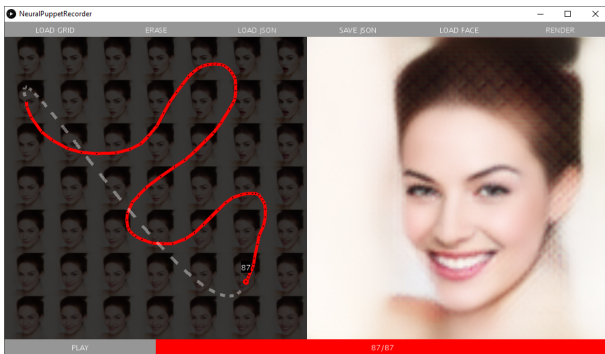 NeuralPuppetRecorder
LOAD GRID ERASE LOAD JSON SAVE JSON LOAD FACE RENDER
87
PLAY 87/87